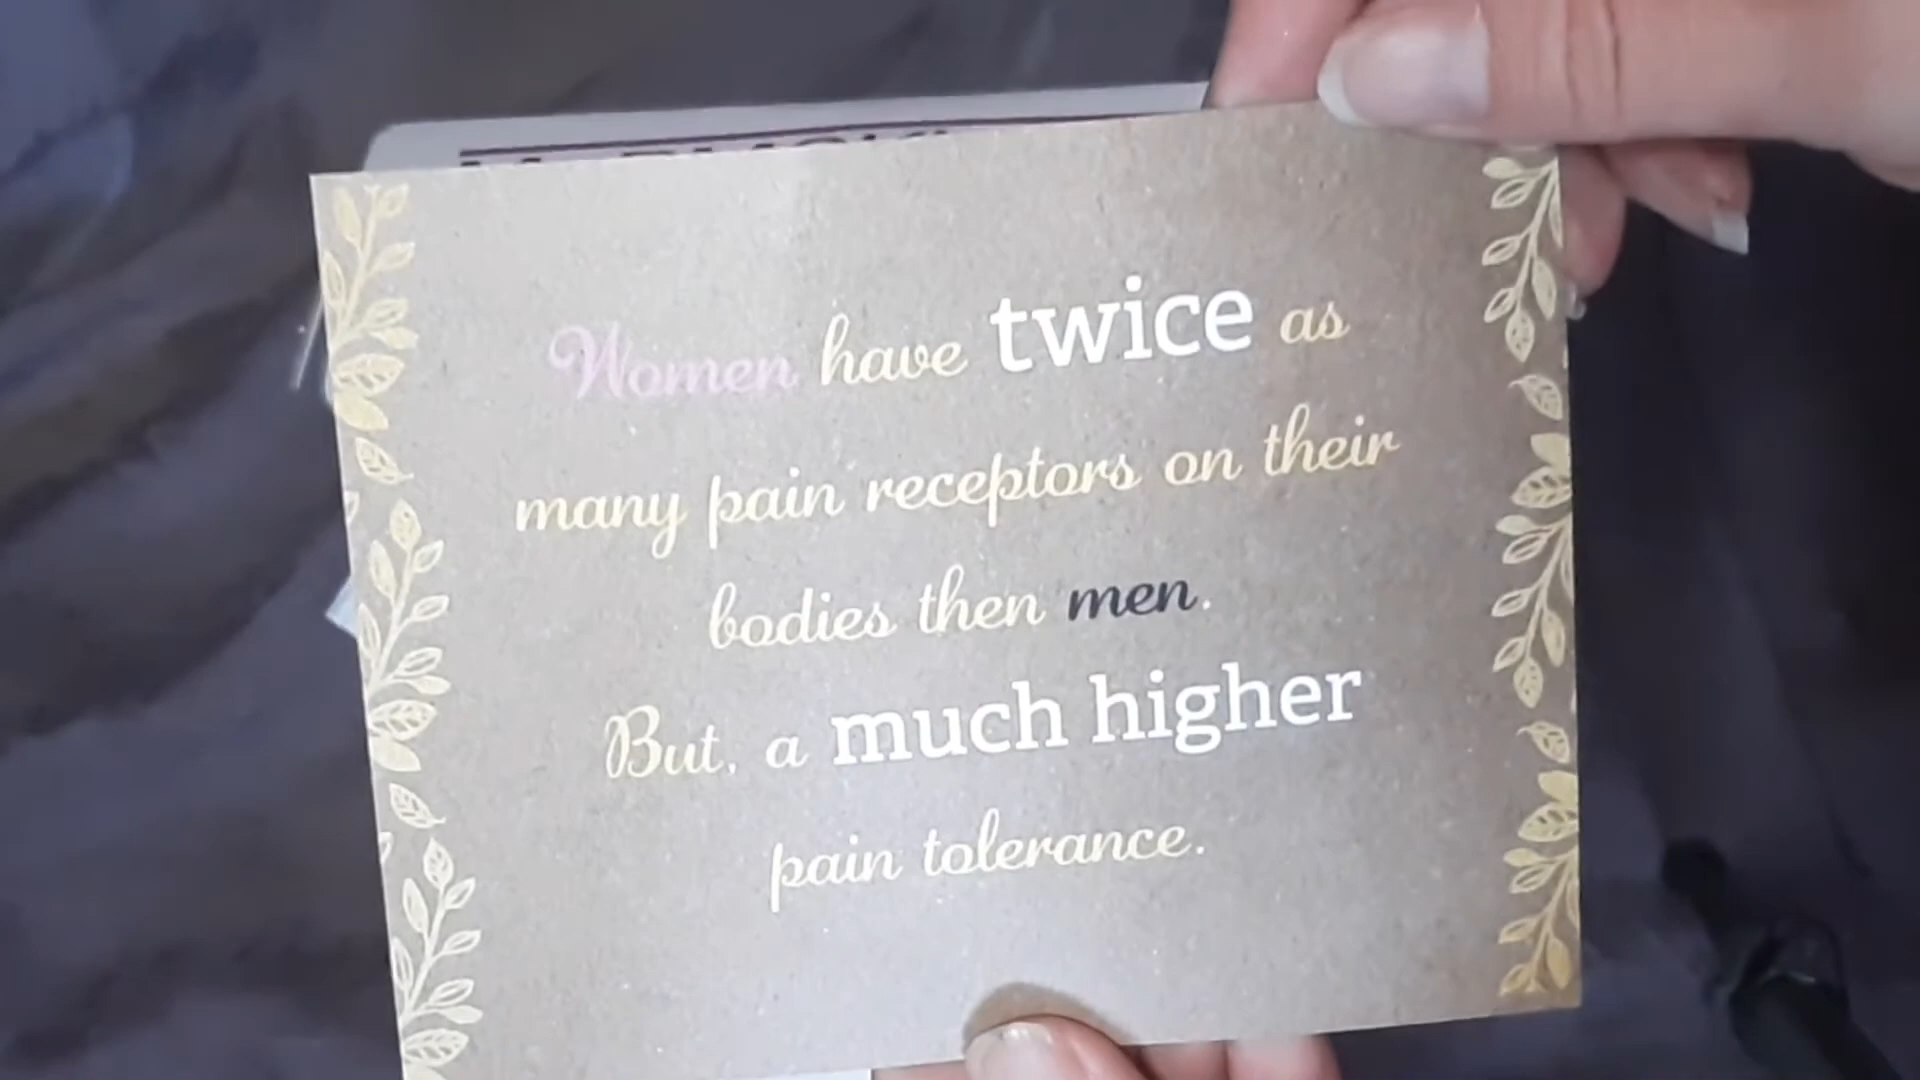 Women have twice as
many pain receptors on their
bodies then men.
But, a much higher
pain tolerance.